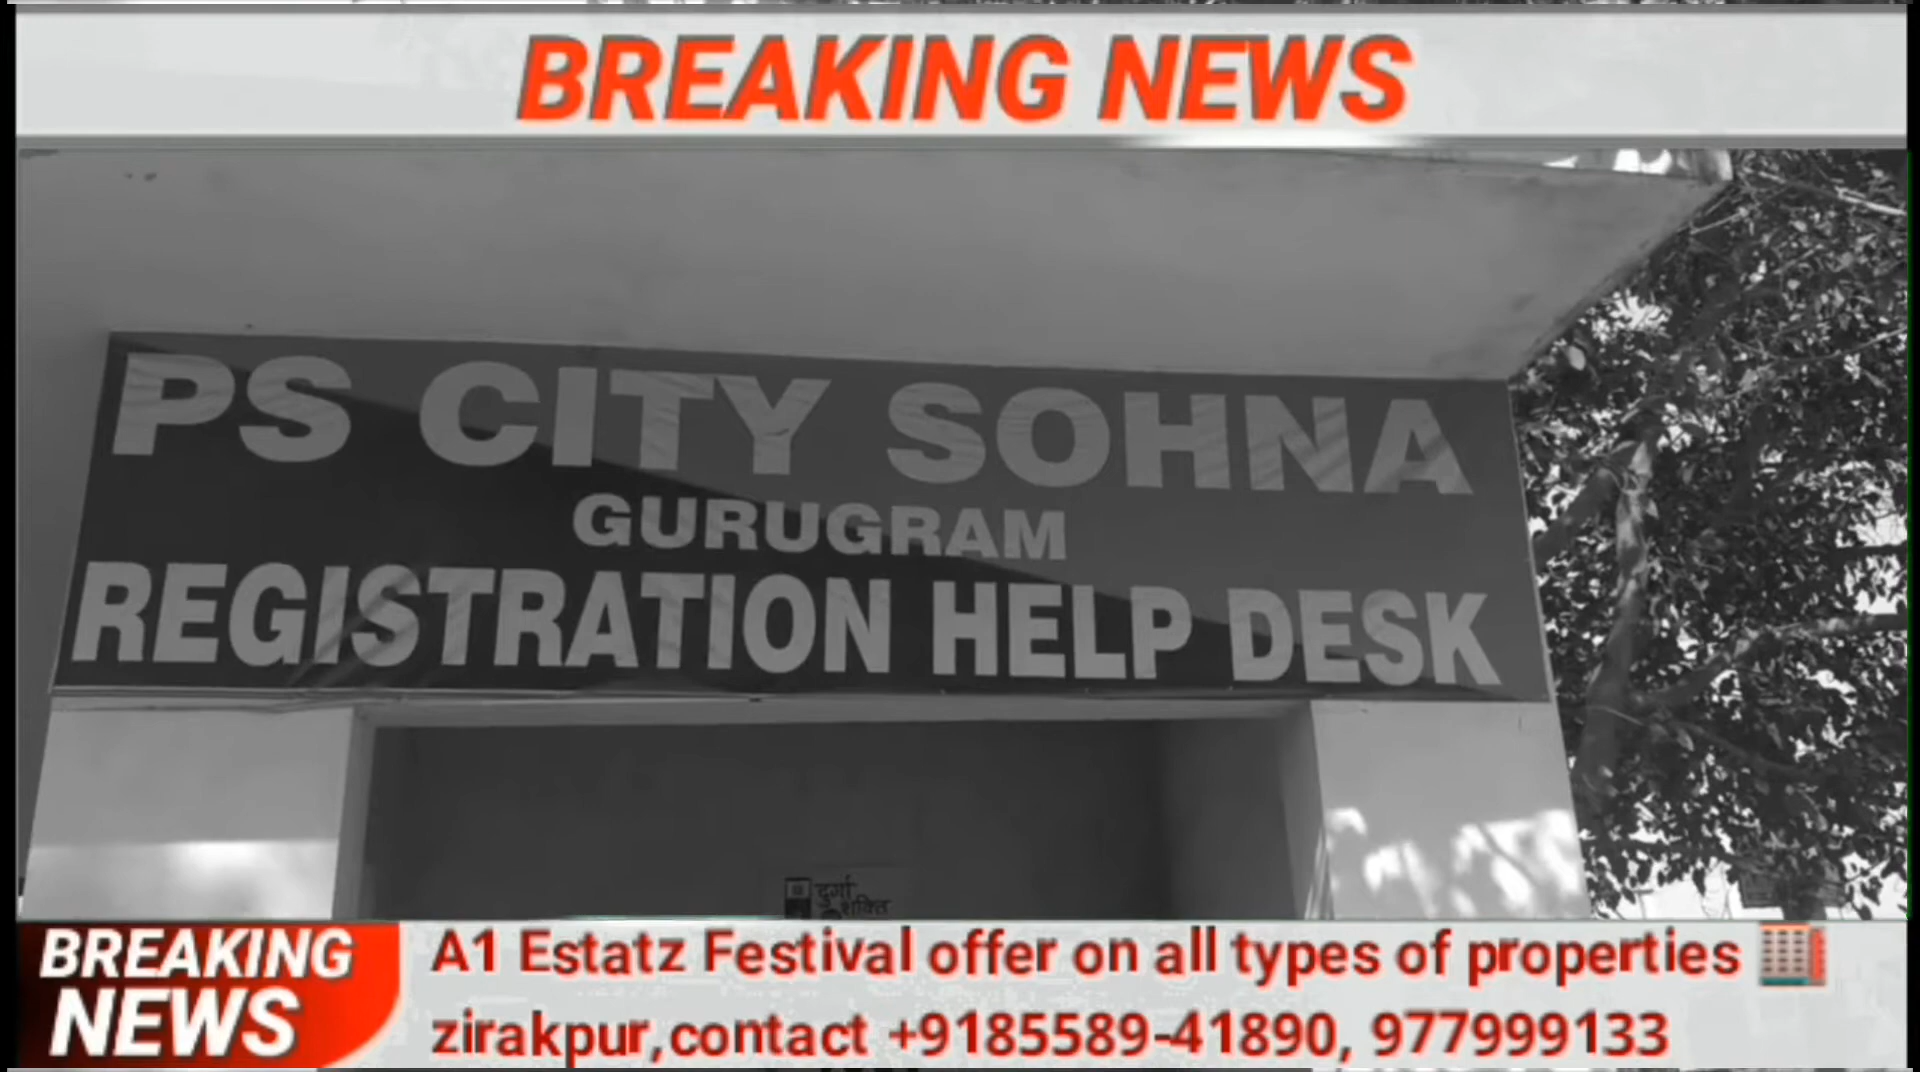 BREAKING NEWS
PS CITY SOHNA
GURUGRAM
REGISTRATION HELP DESK
दुर्गा
शक्ति
BREAKING
NEWS
A1 Estatz Festival offer on all types of properties 🏢
zirakpur,contact +9185589-41890, 977999133